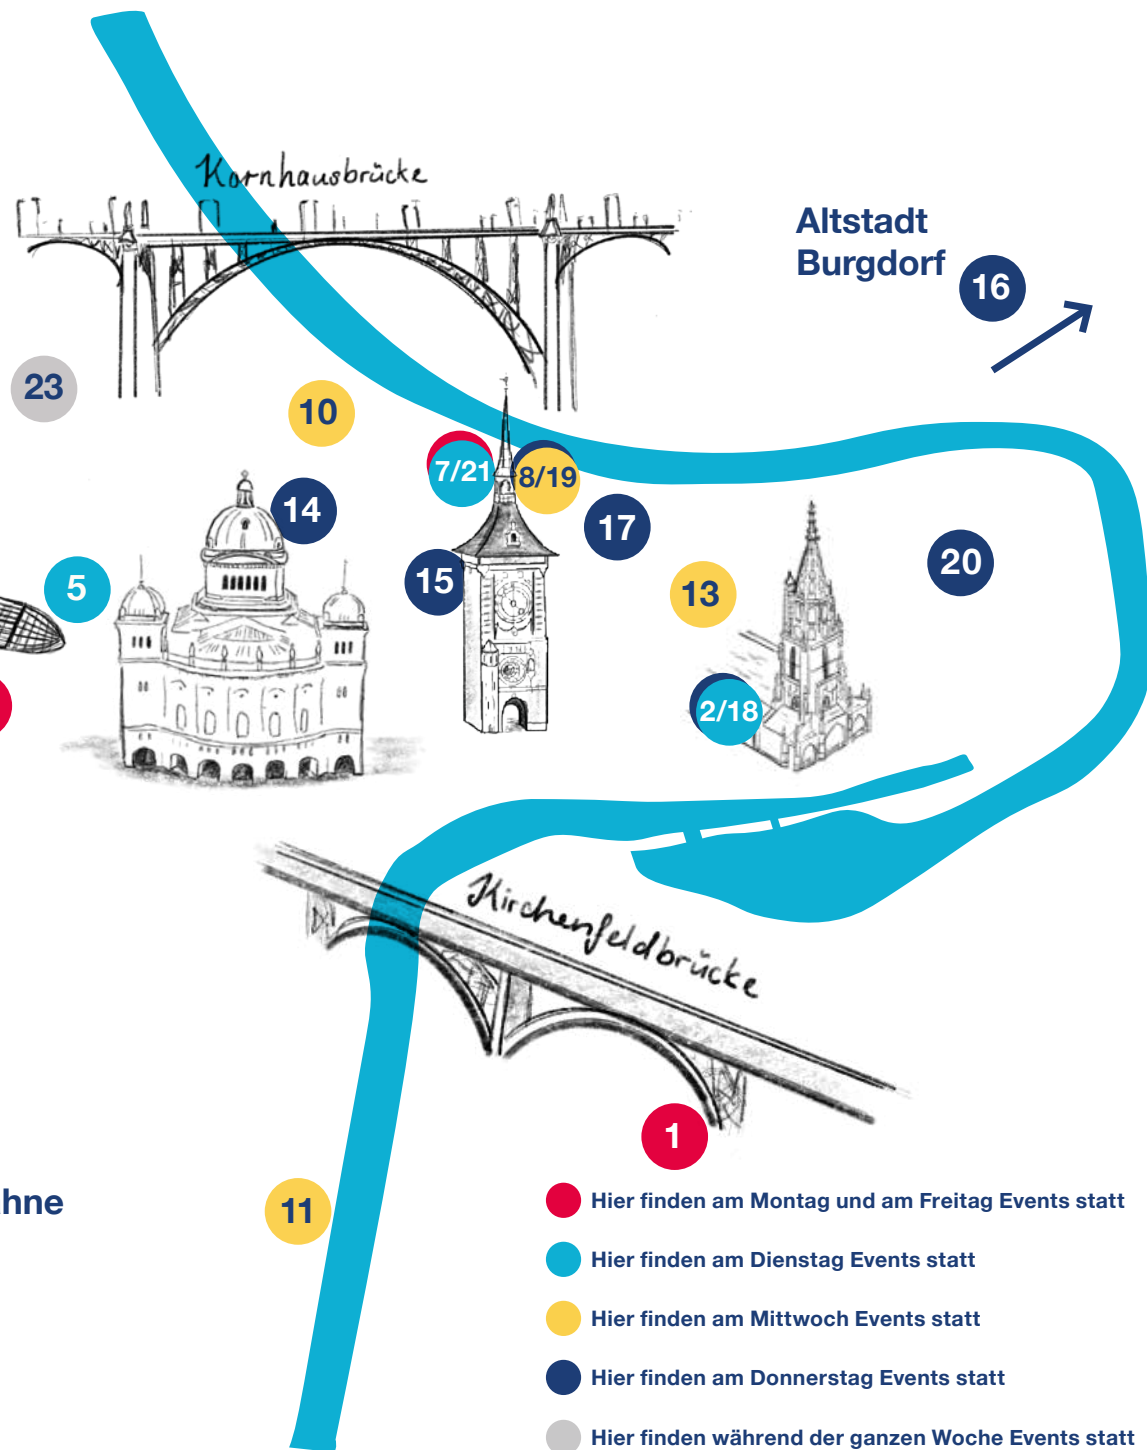 Kornhausbrücke
Altstadt
Burgdorf
16
23
10
7/21
8/19
14
17
15
20
5
13
2/18
Kirchenfeldbrücke
1
hne
11
Hier finden am Montag und am Freitag Events statt
Hier finden am Dienstag Events statt
Hier finden am Mittwoch Events statt
Hier finden am Donnerstag Events statt
Hier finden während der ganzen Woche Events statt